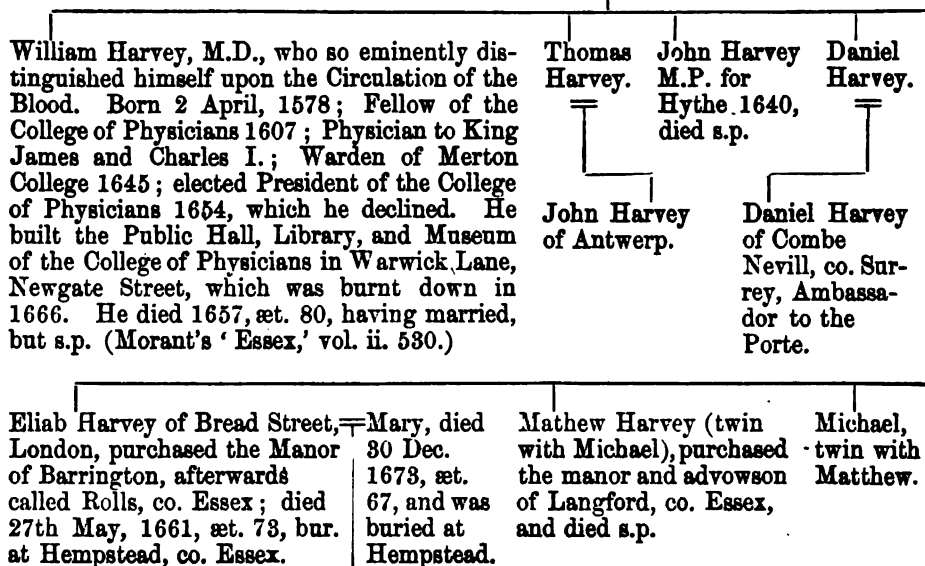 William Harvey, M.D., who so eminently dis-
tinguished himself upon the Circulation of the
Blood. Born 2 April, 1578; Fellow of the
College of Physicians 1607; Physician to King
James and Charles I.; Warden of Merton
College 1645; elected President of the College
of Physicians 1654, which he declined. He
built the Public Hall, Library, and Museum
of the College of Physicians in Warwick Lane,
Newgate Street, which was burnt down in
1666. He died 1657, æt. 80, having married,
but s.p. (Morant's ‘Essex,’ vol. ii. 530.)
Thomas
Harvey.
John Harvey
of Antwerp.
John Harvey
M.P. for
Hythe 1640,
died s.p.
Daniel
Harvey.
Daniel Harvey
of Combe
Nevill, co. Sur-
rey, Ambassa-
dor to the
Porte.
Eliab Harvey of Bread Street,
London, purchased the Manor
of Barrington, afterwards
called Rolls, co. Essex; died
27th May, 1661, æt. 73, bur.
at Hempstead, co. Essex.
Mary, died
30 Dec.
1673, æt.
67, and was
buried at
Hempstead.
Mathew Harvey (twin
with Michael), purchased
the manor and advowson
of Langford, co. Essex,
and died s.p.
Michael,
twin with
Matthew.